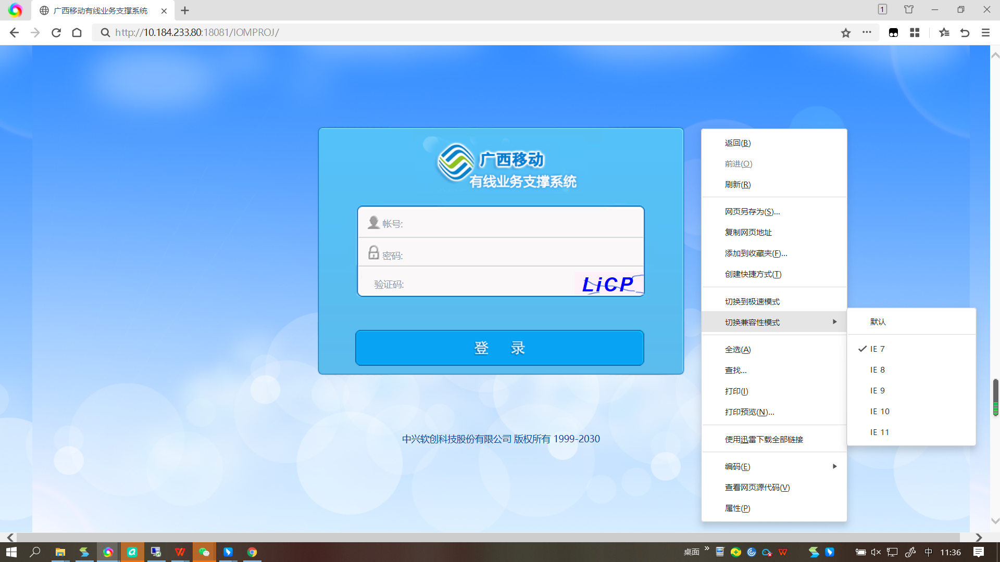 广西移动有线业务支撑系统
1
http://10.184.233.80:18081/IOMPROJ/
广西移动
有线业务支撑系统
帐号:
密码:
验证码:
LiCP
登 录
中兴软创科技股份有限公司 版权所有 1999-2030
返回(B)
前进(O)
刷新(R)
网页另存为(S)...
复制网页地址
添加到收藏夹(F)...
创建快捷方式(T)
切换到极速模式
切换兼容性模式
全选(A)
查找...
打印(I)
打印预览(N)...
使用迅雷下载全部链接
编码(E)
查看网页源代码(V)
属性(P)
默认
IE 7
IE 8
IE 9
IE 10
IE 11
桌面
中
11:36